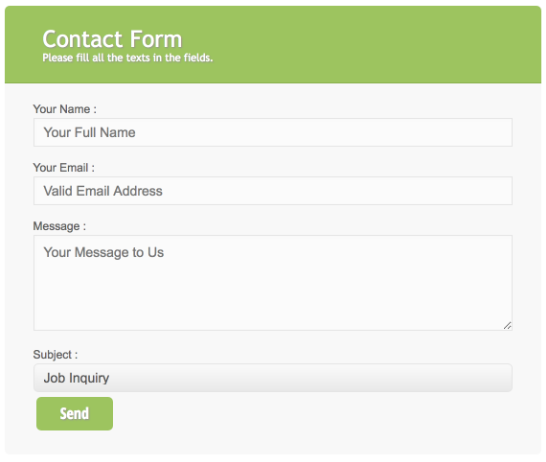 Contact Form
Please fill all the texts in the fields.
Your Name :
Your Full Name
Your Email :
Valid Email Address
Message :
Your Message to Us
Subject :
Job Inquiry
Send